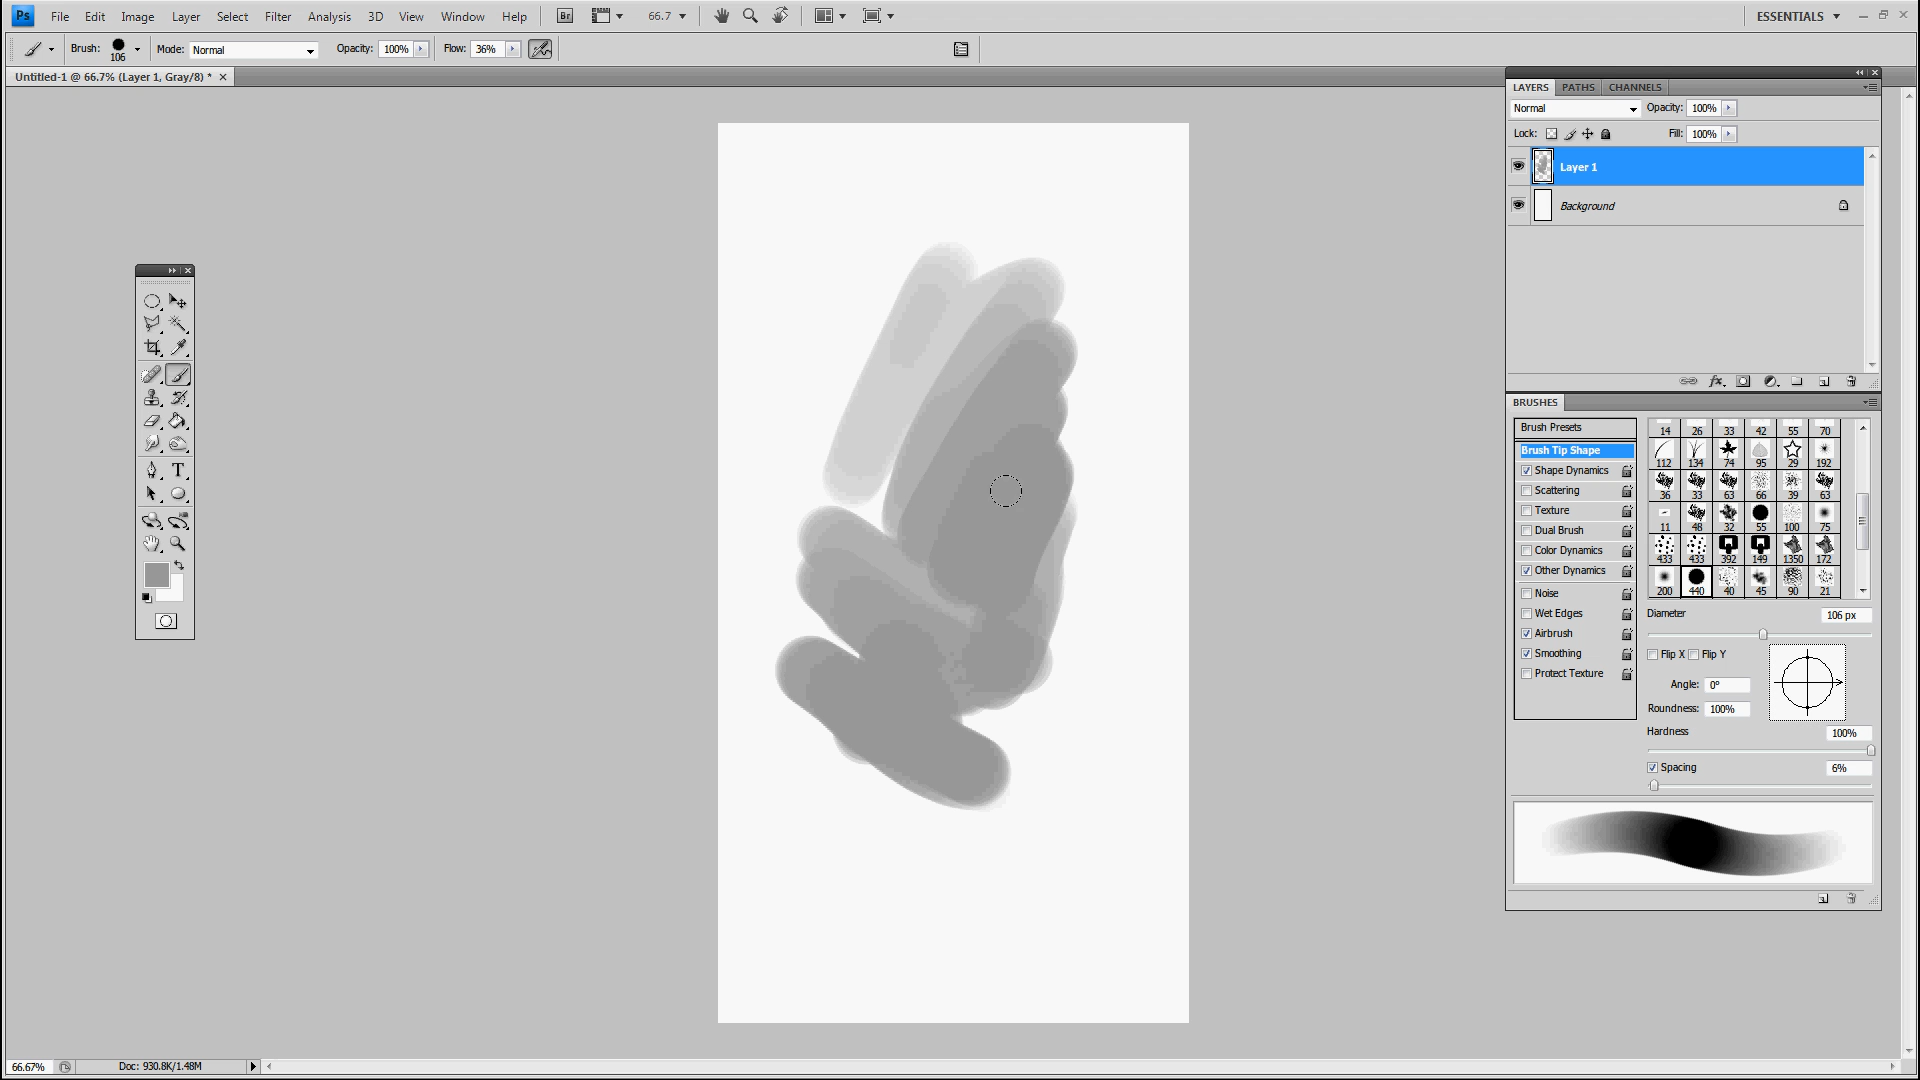 Ps File Edit Image Layer Select Filter Analysis 3D View Window Help Br 66.7 ESSENTIALS
Brush: 106 Mode: Normal Opacity: 100% Flow: 36%
Untitled-1 @ 66.7% (Layer 1, Gray/8) *
LAYERS PATHS CHANNELS
Normal Opacity: 100%
Lock: Fill: 100%
Layer 1
Background
fx
T
BRUSHES
Brush Presets
Brush Tip Shape
Shape Dynamics
Scattering
Texture
Dual Brush
Color Dynamics
Other Dynamics
Noise
Wet Edges
Airbrush
Smoothing
Protect Texture
14 26 33 42 55 70
112 134 74 95 29 192
36 33 63 66 39 63
11 48 32 55 100 75
433 433 392 149 1350 172
200 440 40 45 90 21
Diameter 106 px
Flip X Flip Y
Angle: 0°
Roundness: 100%
Hardness 100%
Spacing 6%
66.67% Doc: 930.8K/1.48M